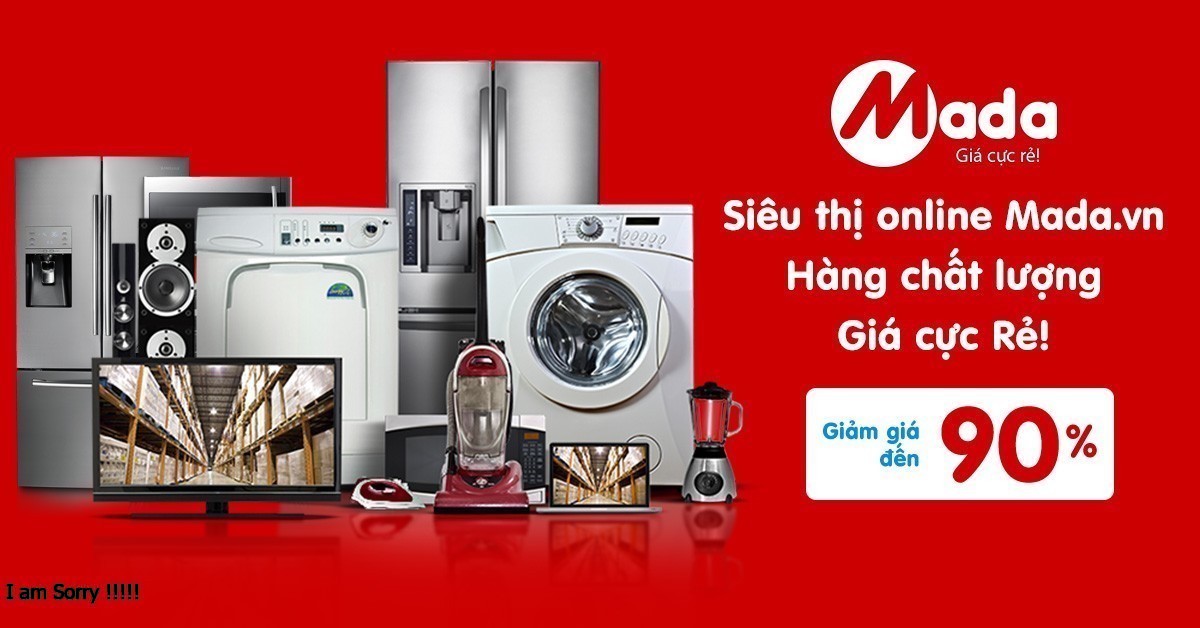 Mada
Giá cực rẻ!
Siêu thị online Mada.vn
Hàng chất lượng
Giá cực Rẻ!
Giảm giá
đến
90%
I am Sorry !!!!!